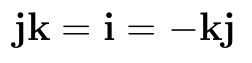 jk = i = −kj